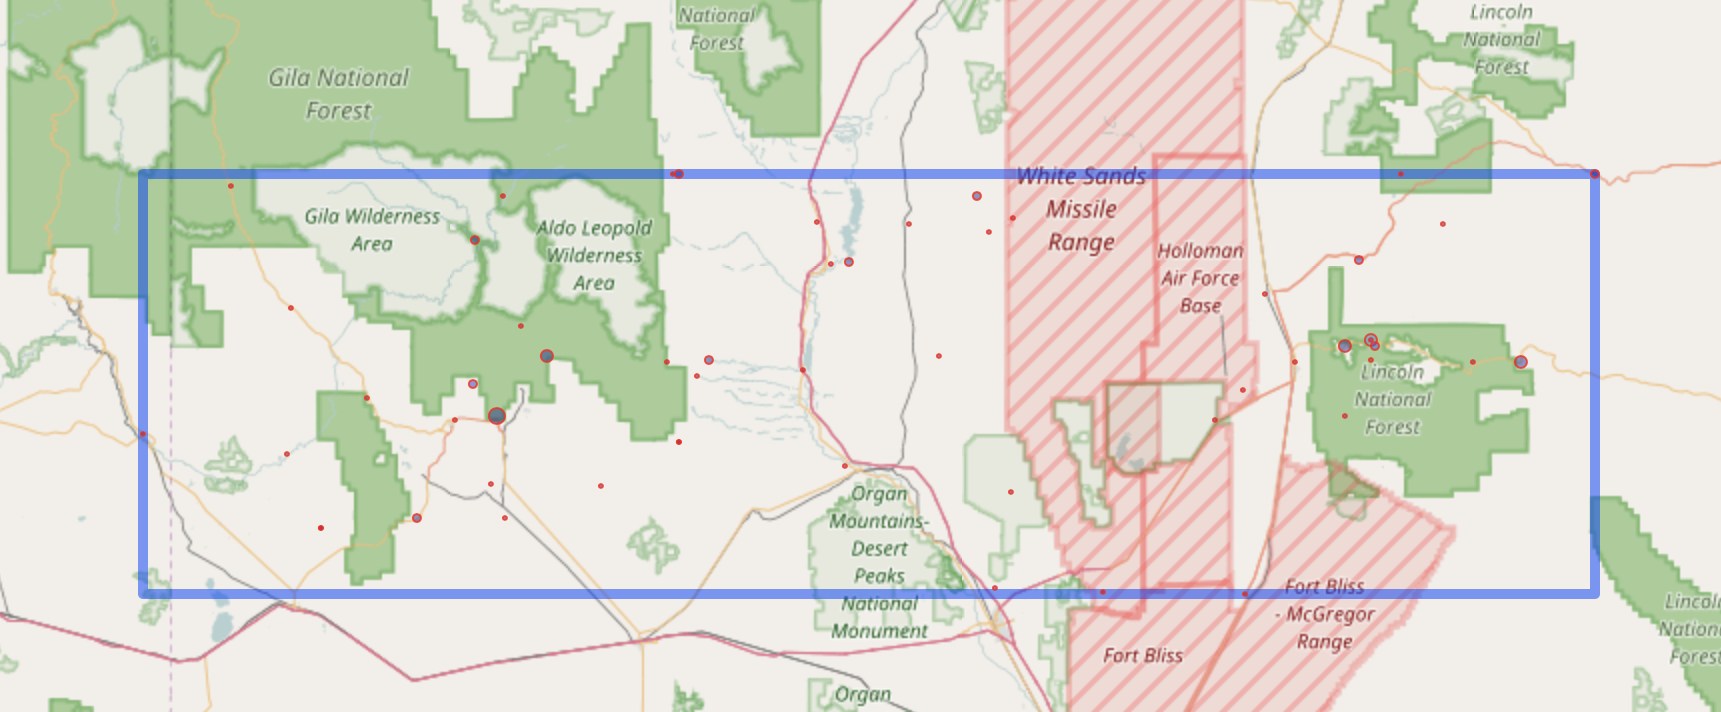 National
Forest
Lincoln
National
Forest
Gila National
Forest
White Sands
Missile
Range
Gila Wilderness
Area
Aldo Leopold
Wilderness
Area
Holloman
Air Force
Base
Lincoln
National
Forest
Organ
Mountains-
Desert
Peaks
National
Monument
Fort Bliss
- McGregor
Range
Lincol
Nation
Forest
Fort Bliss
Organ